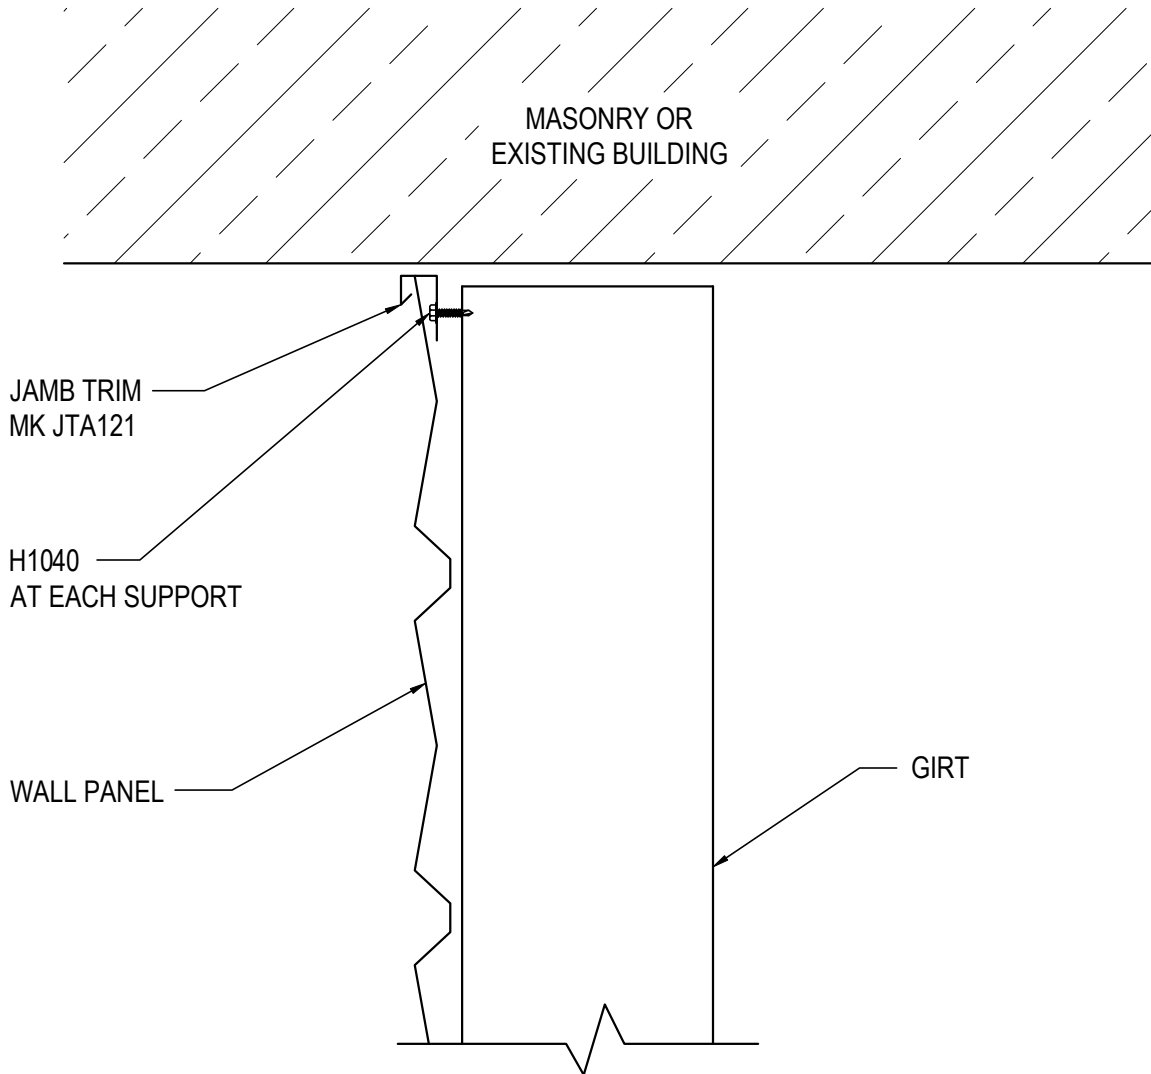 MASONRY OR
EXISTING BUILDING
JAMB TRIM
MK JTA121
H1040
AT EACH SUPPORT
WALL PANEL
GIRT